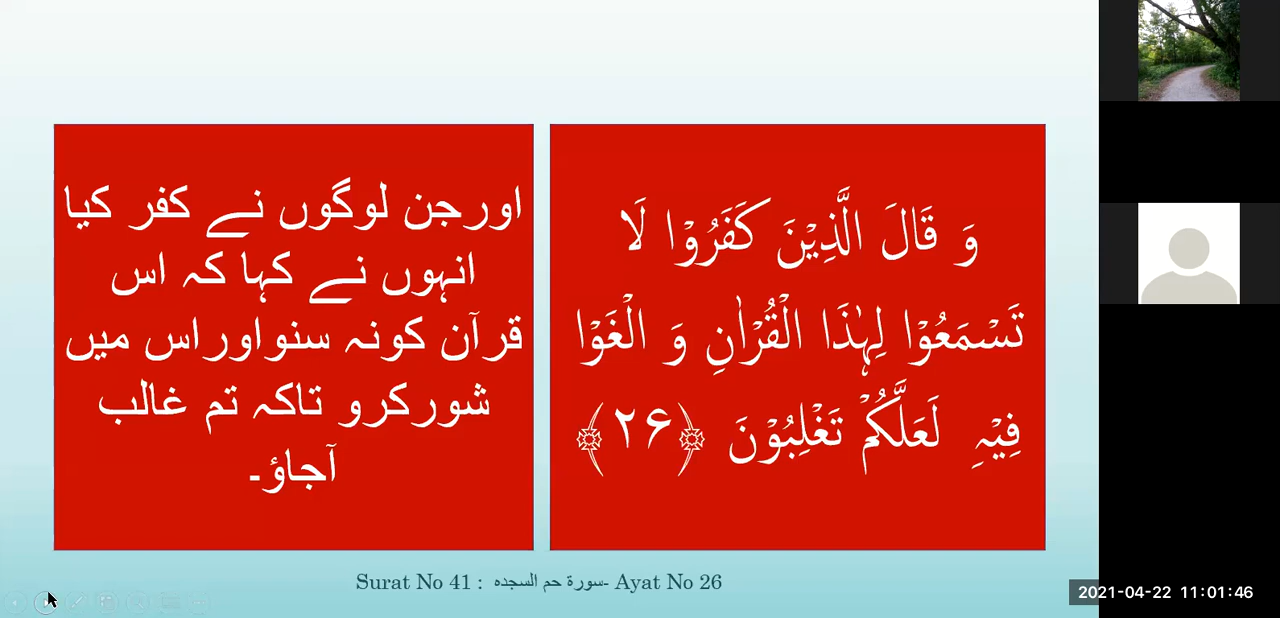 وَ قَالَ الَّذِیۡنَ کَفَرُوۡا لَا
تَسۡمَعُوۡا لِہٰذَا الۡقُرۡاٰنِ وَ الۡغَوۡا
فِیۡہِ لَعَلَّکُمۡ تَغۡلِبُوۡنَ ﴿۲۶﴾
اورجن لوگوں نے کفر کیا
انہوں نے کہا کہ اس
قرآن کونہ سنواوراس میں
شورکرو تاکہ تم غالب
آجاؤ۔
Surat No 41 : سورة حم السجدہ- Ayat No 26
2021-04-22 11:01:46